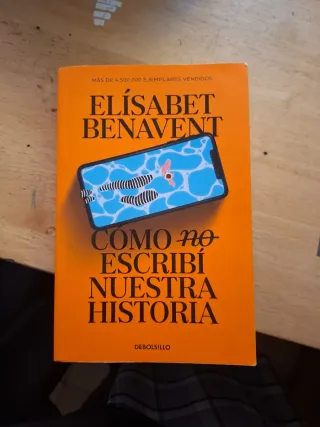 MÁS DE 4.500.000 EJEMPLARES VENDIDOS
ELÍSABET
BENAVENT
CÓMO no
ESCRIBÍ
NUESTRA
HISTORIA
DEBOLSILLO